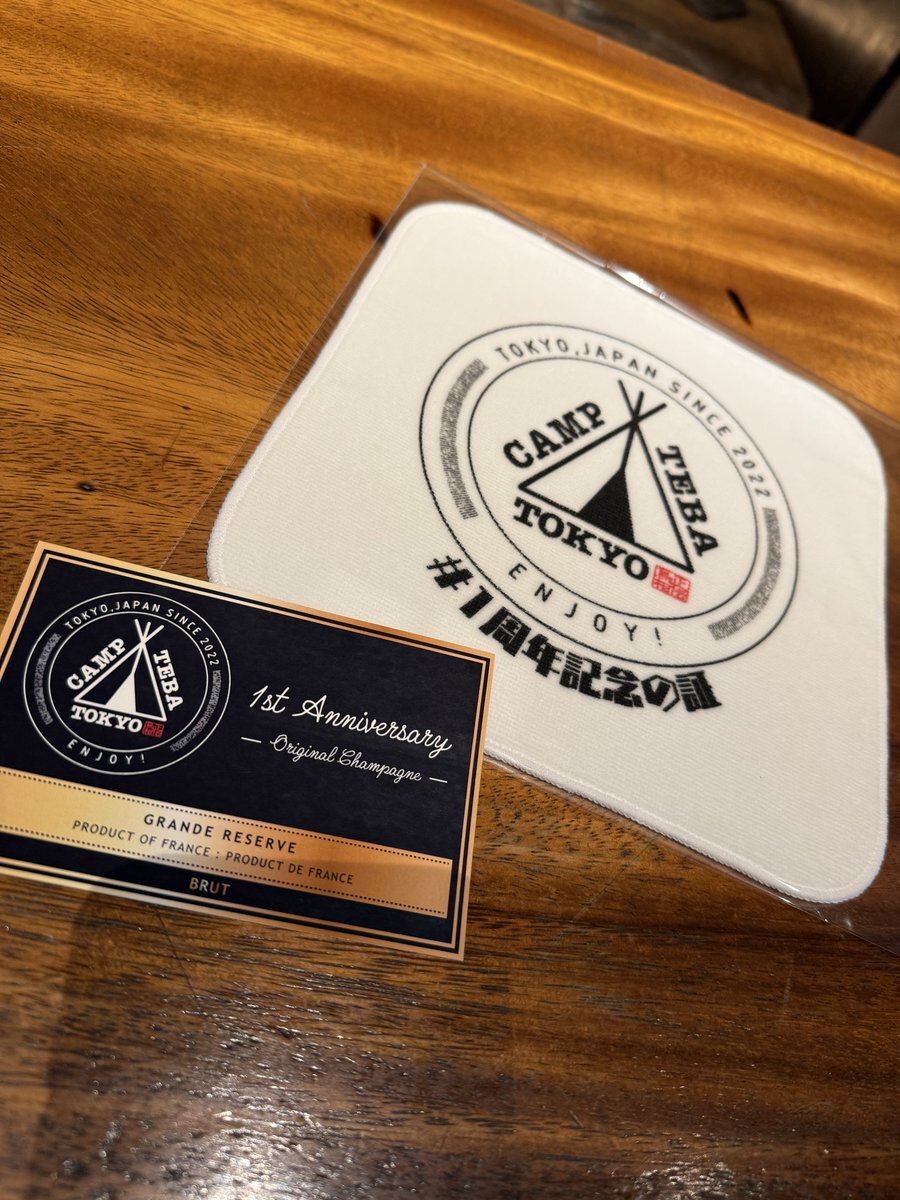 TOKYO,JAPAN SINCE 2022
CAMP
TEBA
TOKYO
ENJOY!
#1周年記念の
TOKYO,JAPAN SINCE 2022
CAMP
TEBA
TOKYO
ENJOY!
1st Anniversary
Original Champagne
GRANDE RESERVE
PRODUCT OF FRANCE : PRODUCT DE FRANCE
BRUT